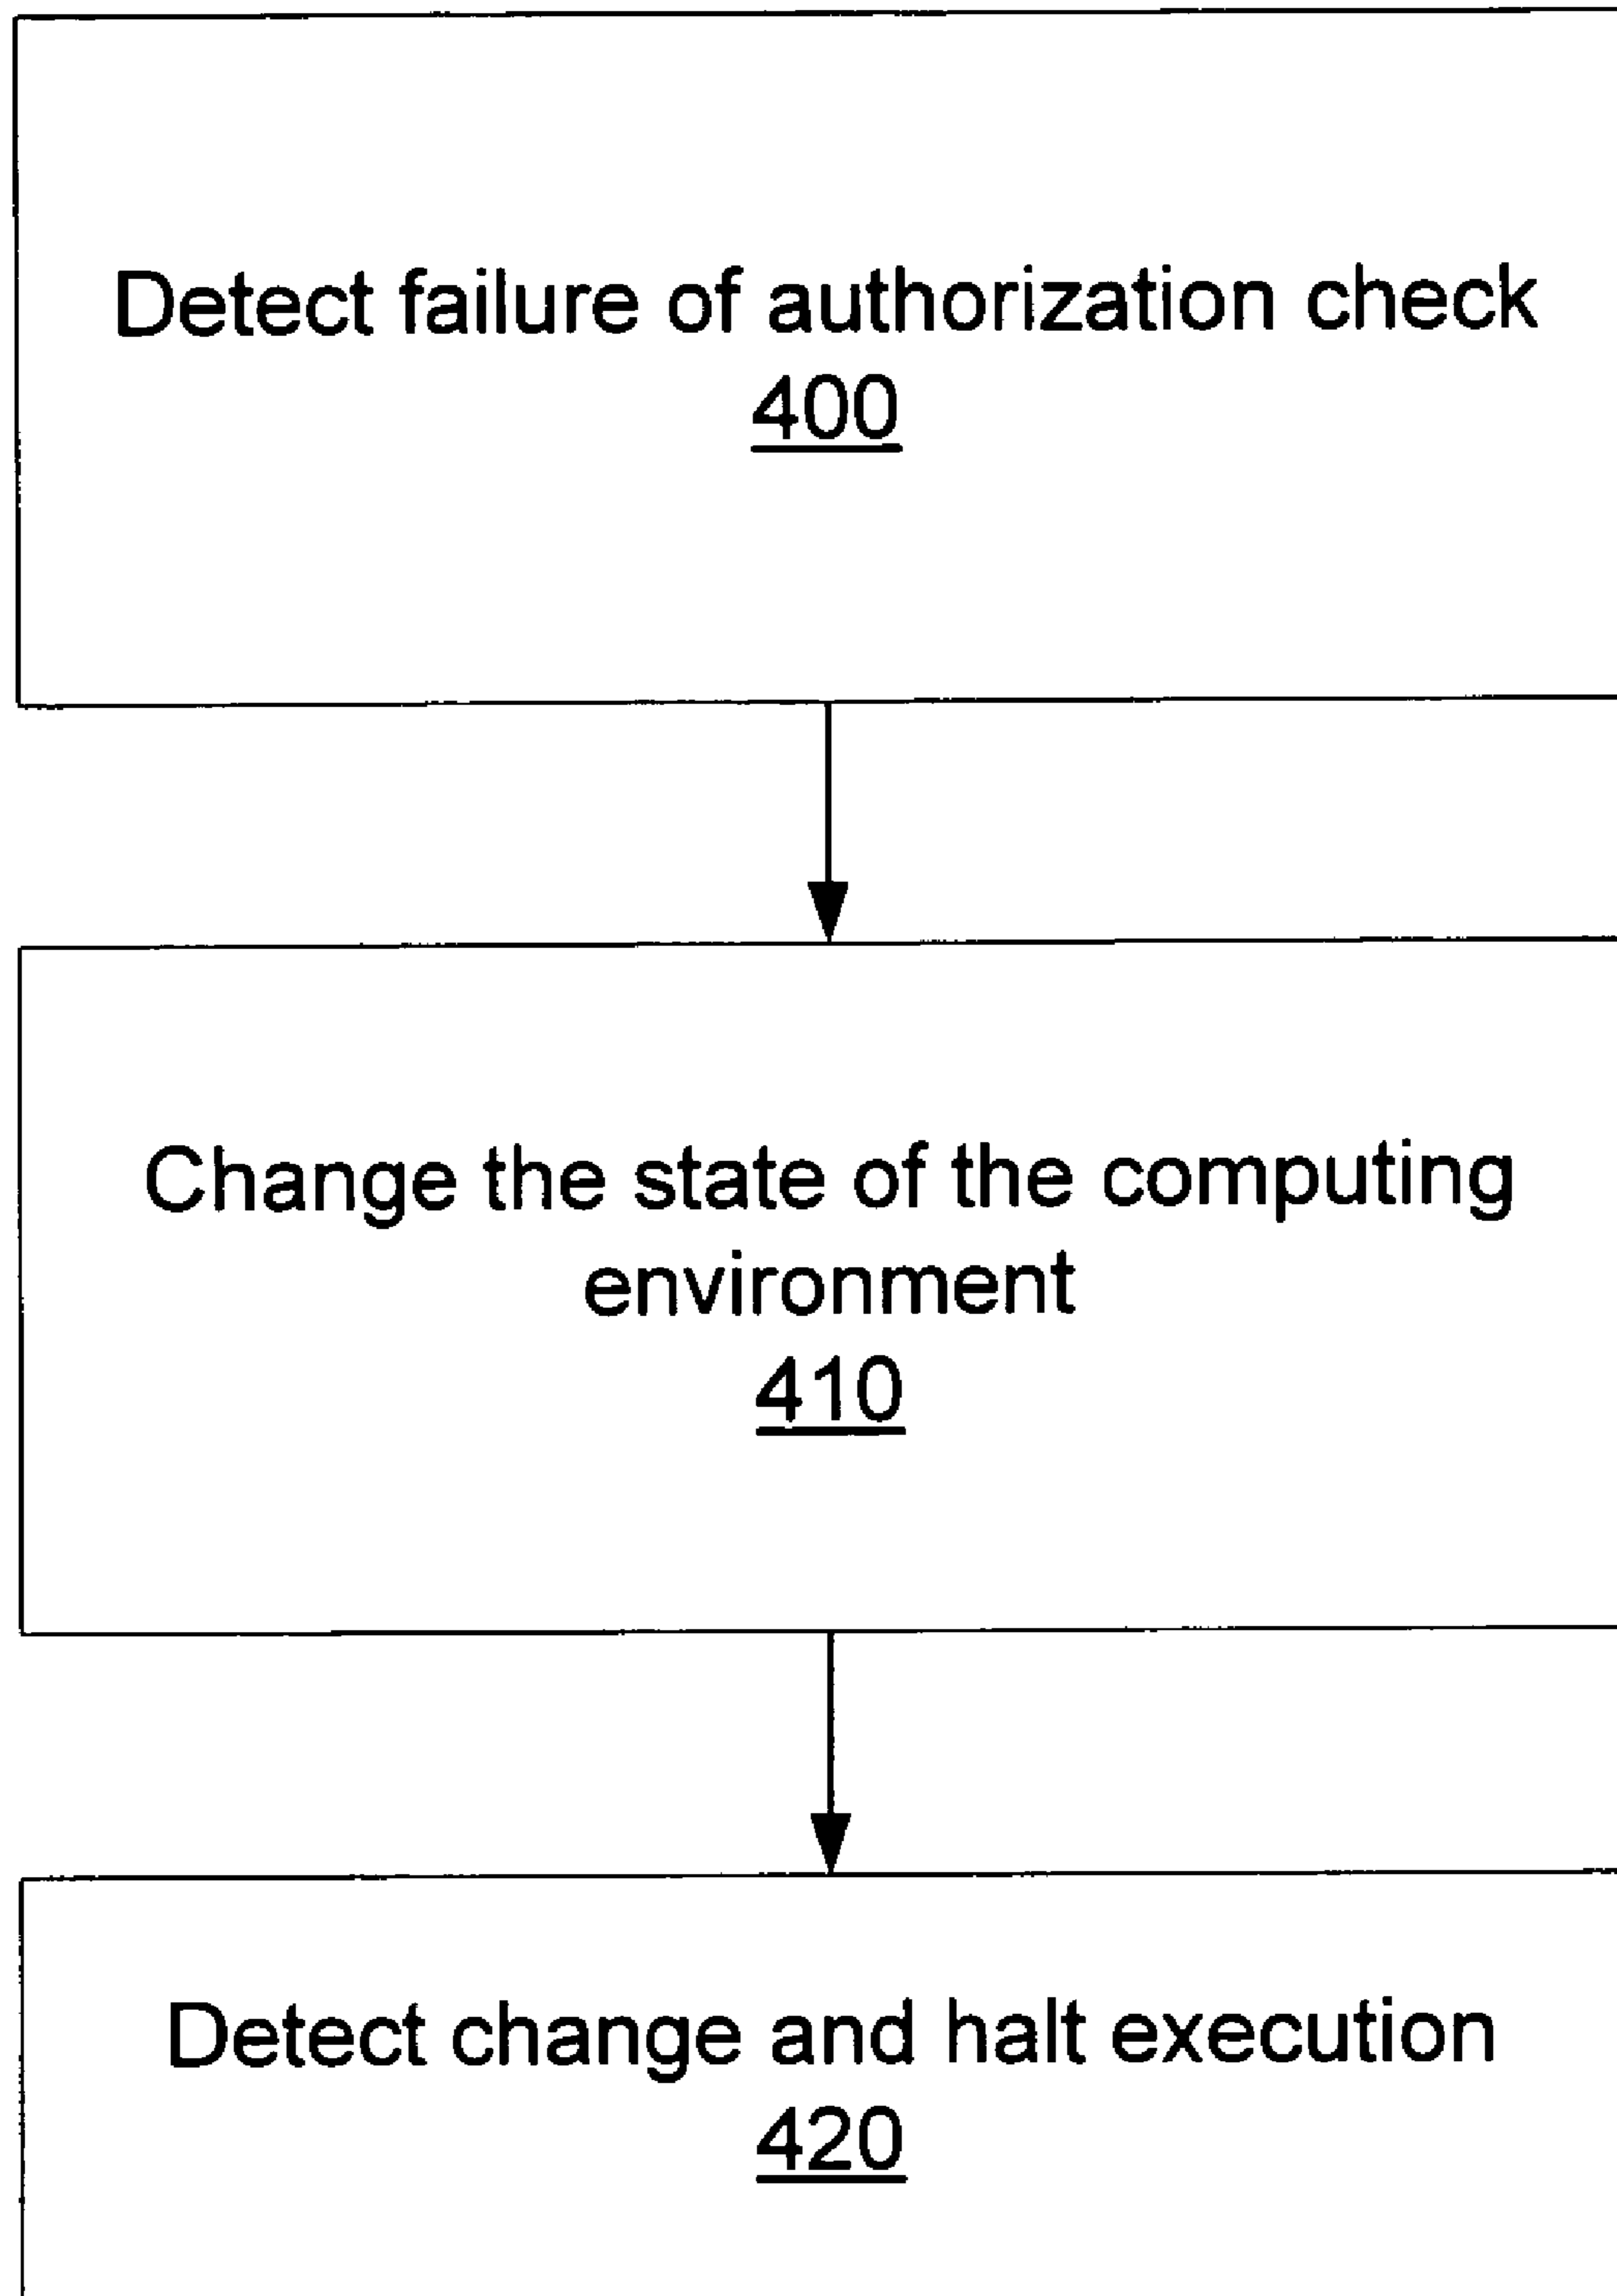 Detect failure of authorization check
400
Change the state of the computing
environment
410
Detect change and halt execution
420